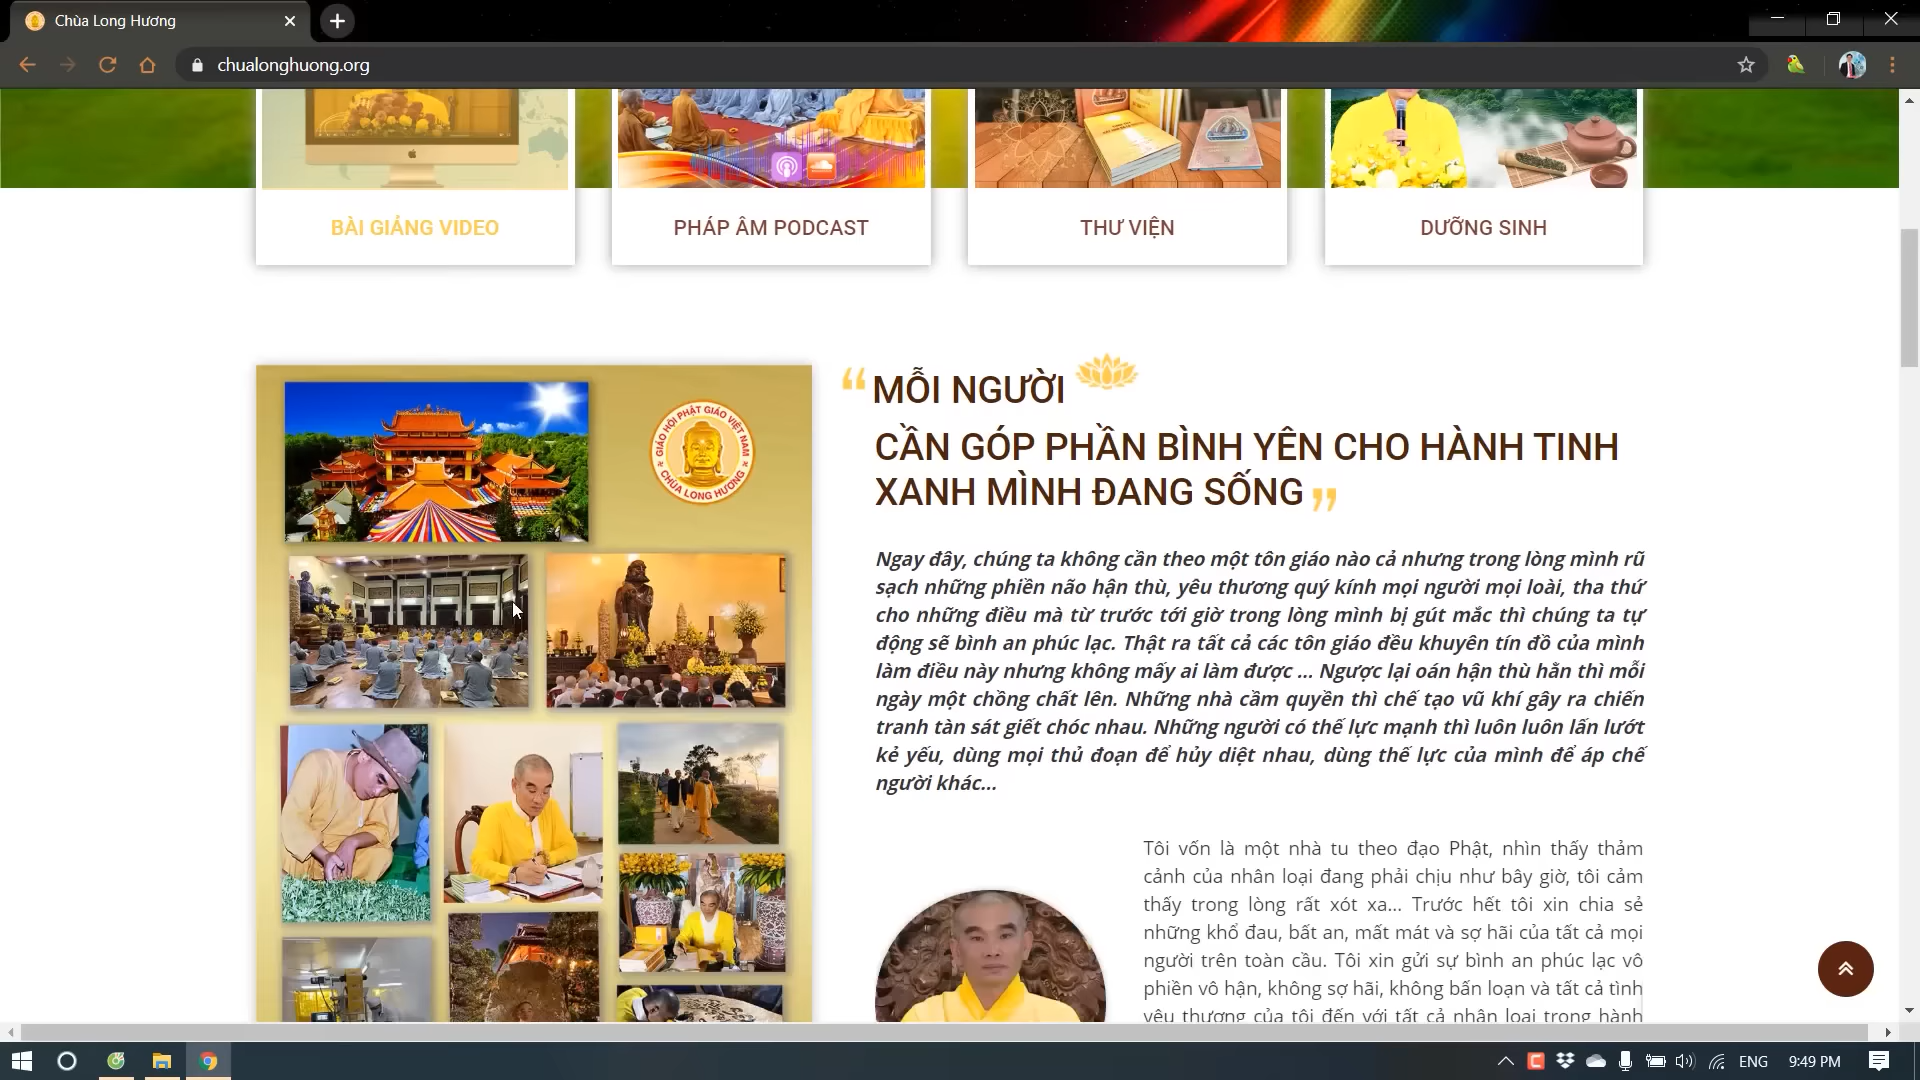 Chùa Long Hương
chualonghuong.org
BÀI GIẢNG VIDEO
PHÁP ÂM PODCAST
THƯ VIỆN
DƯỠNG SINH
GIÁO HỘI PHẬT GIÁO VIỆT NAM
CHÙA LONG HƯƠNG
“ MỖI NGƯỜI
CẦN GÓP PHẦN BÌNH YÊN CHO HÀNH TINH
XANH MÌNH ĐANG SỐNG ”
Ngay đây, chúng ta không cần theo một tôn giáo nào cả nhưng trong lòng mình rũ
sạch những phiền não hận thù, yêu thương quý kính mọi người mọi loài, tha thứ
cho những điều mà từ trước tới giờ trong lòng mình bị gút mắc thì chúng ta tự
động sẽ bình an phúc lạc. Thật ra tất cả các tôn giáo đều khuyên tín đồ của mình
làm điều này nhưng không mấy ai làm được ... Ngược lại oán hận thù hằn thì mỗi
ngày một chồng chất lên. Những nhà cầm quyền thì chế tạo vũ khí gây ra chiến
tranh tàn sát giết chóc nhau. Những người có thế lực mạnh thì luôn luôn lấn lướt
kẻ yếu, dùng mọi thủ đoạn để hủy diệt nhau, dùng thế lực của mình để áp chế
người khác...
Tôi vốn là một nhà tu theo đạo Phật, nhìn thấy thảm
cảnh của nhân loại đang phải chịu như bây giờ, tôi cảm
thấy trong lòng rất xót xa... Trước hết tôi xin chia sẻ
những khổ đau, bất an, mất mát và sợ hãi của tất cả mọi
người trên toàn cầu. Tôi xin gửi sự bình an phúc lạc vô
phiền vô hận, không sợ hãi, không bấn loạn và tất cả tình
yêu thương của tôi đến với tất cả nhân loại trong hành
ENG
9:49 PM